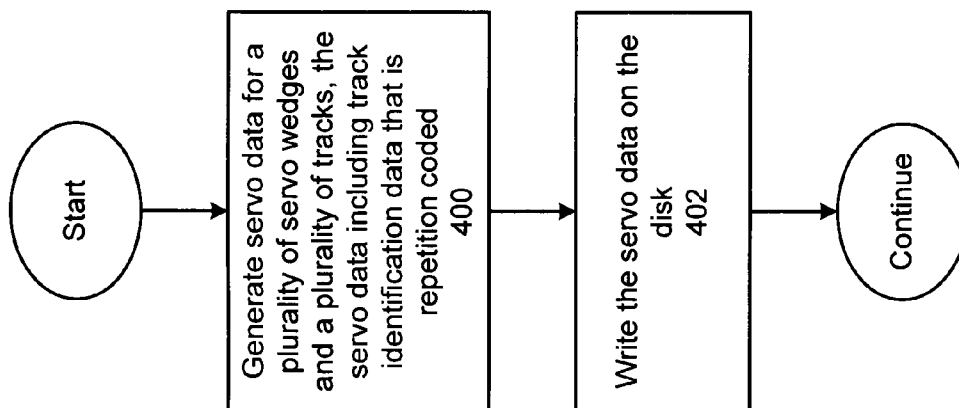 Start
Generate servo data for a
plurality of servo wedges
and a plurality of tracks, the
servo data including track
identification data that is
repetition coded
400
Write the servo data on the
disk
402
Continue